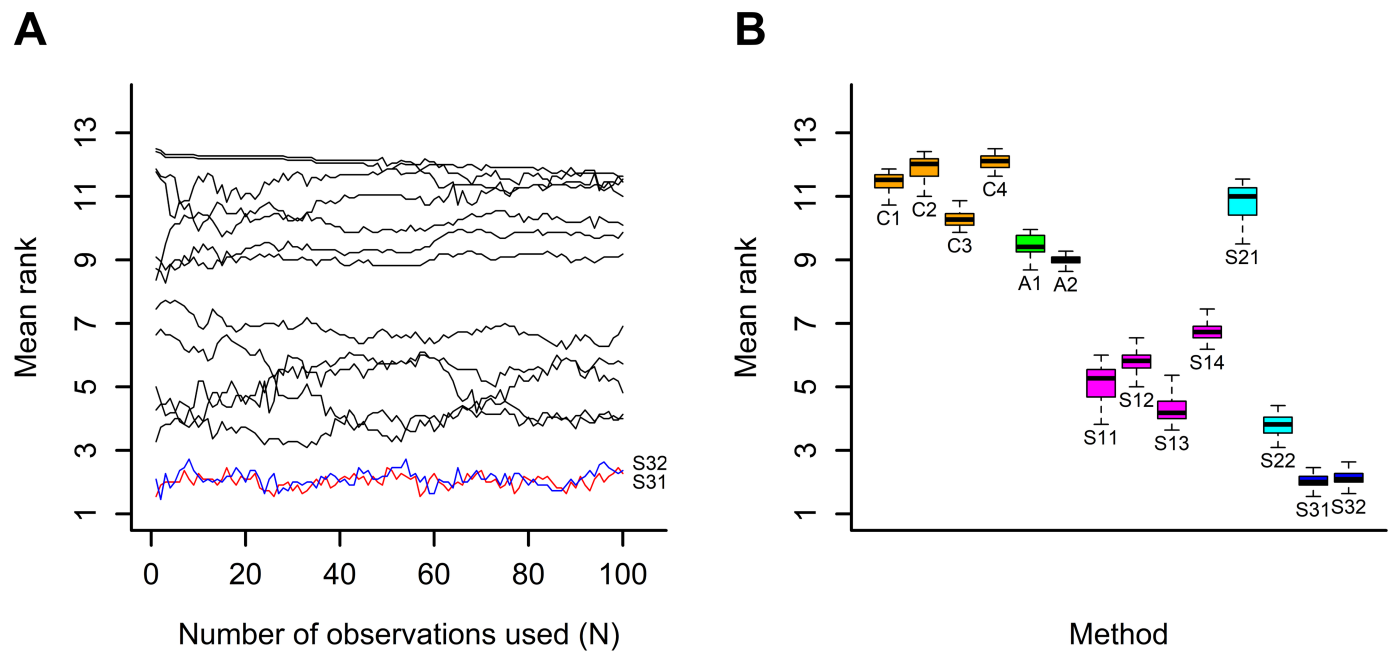 A
Mean rank
13
11
9
7
5
3
1
S32
S31
0 20 40 60 80 100
Number of observations used (N)
B
Mean rank
13
11
9
7
5
3
1
C1
C2
C3
C4
A1
A2
S11
S12
S13
S14
S21
S22
S31
S32
Method